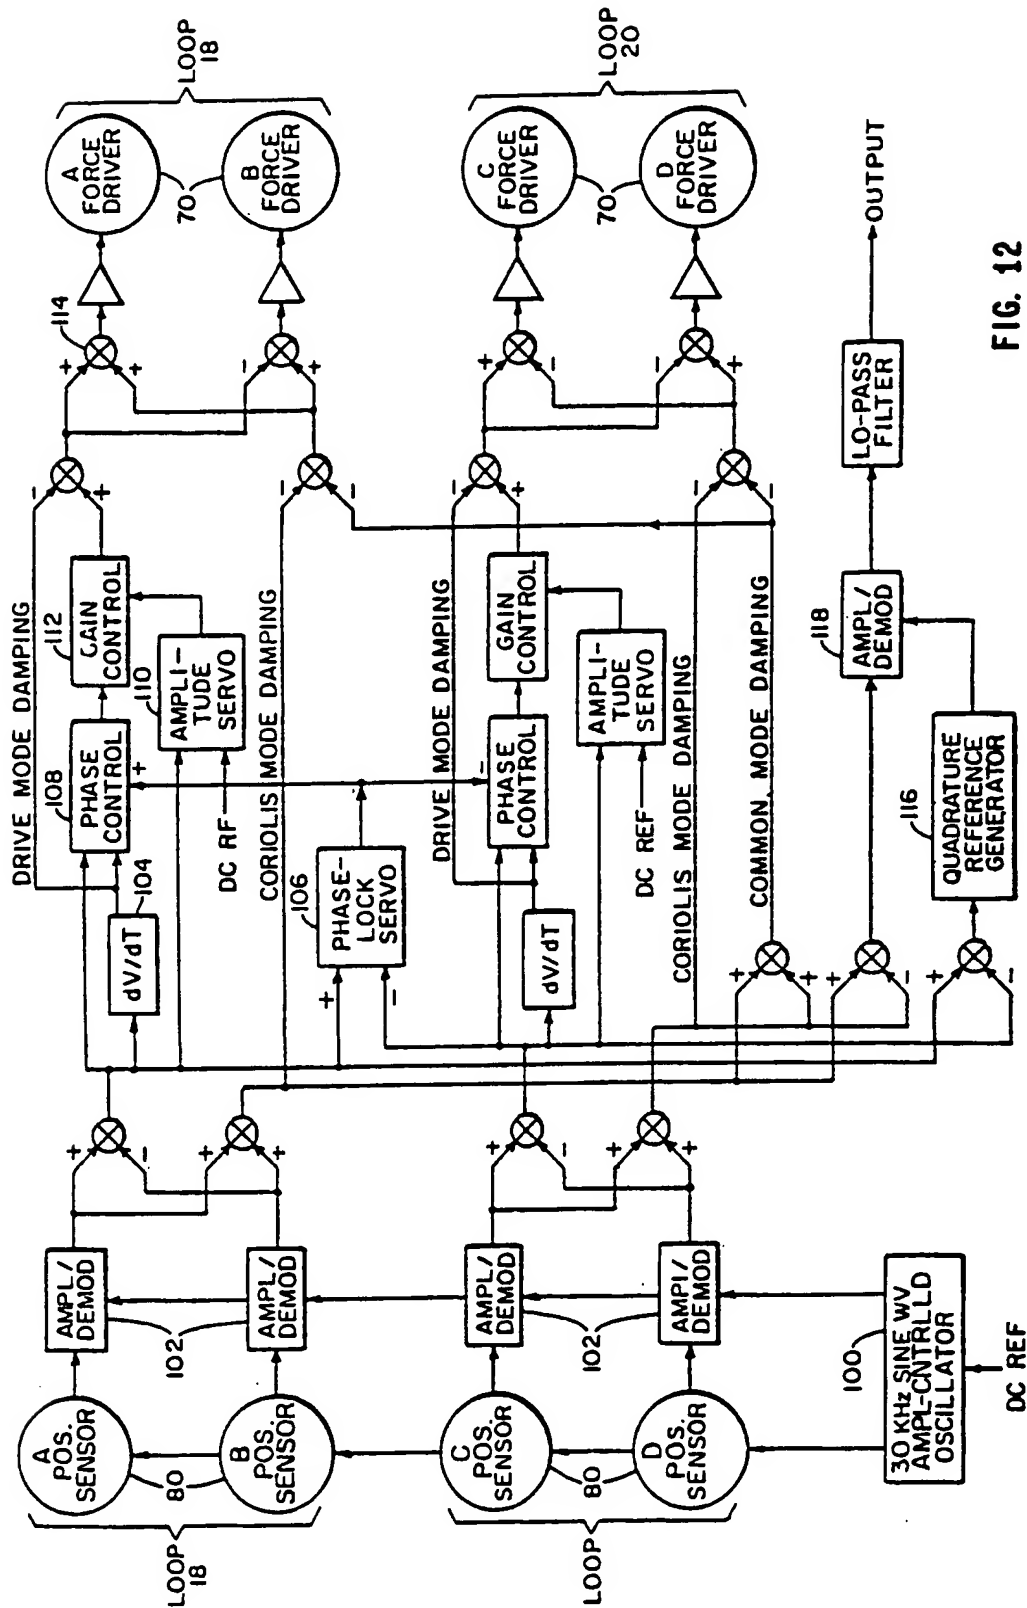 LOOP
18
A
POS.
SENSOR
80
B
POS.
SENSOR
AMPL/
DEMOD
102
AMPL/
DEMOD
+
-
+
+
DRIVE MODE DAMPING
dV/dT
104
108
PHASE
CONTROL
+
112
GAIN
CONTROL
-
+
110
AMPLI-
TUDE
SERVO
DC RF
CORIOLIS MODE DAMPING
-
-
114
+
+
-
+
A
FORCE
DRIVER
70
B
FORCE
DRIVER
LOOP
18
106
PHASE-
LOCK
SERVO
+
-
LOOP
C
POS.
SENSOR
80
D
POS.
SENSOR
AMPL/
DEMOD
102
AMPl/
DEMOD
+
-
+
+
DRIVE MODE DAMPING
dV/dT
-
PHASE
CONTROL
GAIN
CONTROL
-
+
AMPLI-
TUDE
SERVO
DC REF
CORIOLIS MODE DAMPING
-
-
+
-
-
+
C
FORCE
DRIVER
70
D
FORCE
DRIVER
LOOP
20
COMMON MODE DAMPING
+
+
+
-
+
-
100
30 KHz SINE WV
AMPL-CNTRLLD
OSCILLATOR
DC REF
116
QUADRATURE
REFERENCE
GENERATOR
118
AMPL/
DEMOD
LO-PASS
FILTER
OUTPUT
FIG. 12